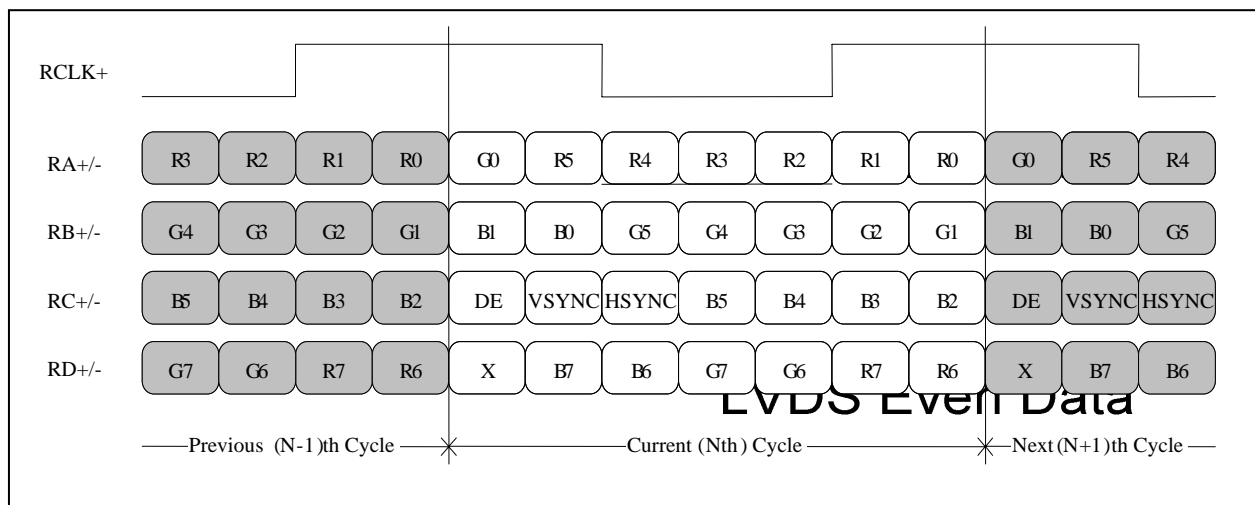 RCLK+
RA+/- R3 R2 R1 R0 G0 R5 R4 R3 R2 R1 R0 G0 R5 R4
RB+/- G4 G3 G2 G1 B1 B0 G5 G4 G3 G2 G1 B1 B0 G5
RC+/- B5 B4 B3 B2 DE VSYNC HSYNC B5 B4 B3 B2 DE VSYNC HSYNC
RD+/- G7 G6 R7 R6 X B7 B6 G7 G6 R7 R6 X B7 B6
LVDS Even Data
Previous (N-1)th Cycle Current (Nth) Cycle Next (N+1)th Cycle